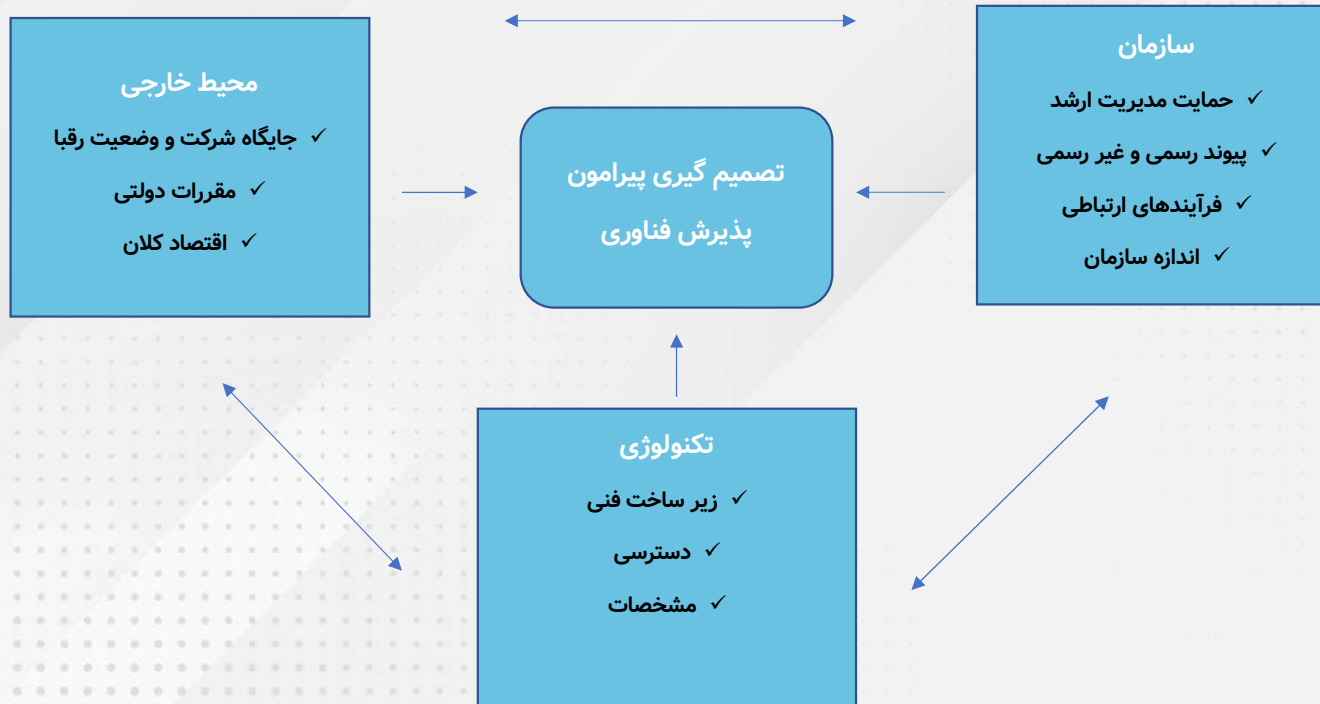 سازمان
✓ حمایت مدیریت ارشد
✓ پیوند رسمی و غیر رسمی
✓ فرآیندهای ارتباطی
✓ اندازه سازمان
محیط خارجی
✓ جایگاه شرکت و وضعیت رقبا
✓ مقررات دولتی
✓ اقتصاد کلان
تصمیم گیری پیرامون
پذیرش فناوری
تکنولوژی
✓ زیر ساخت فنی
✓ دسترسی
✓ مشخصات